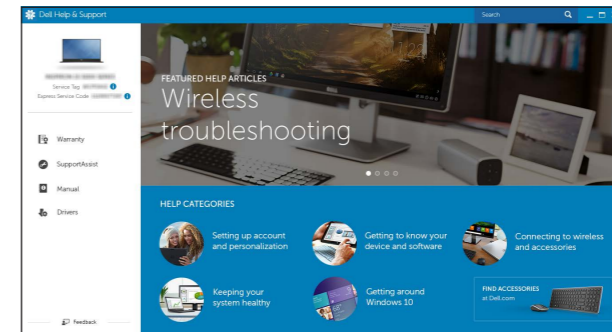 Dell Help & Support
Search
Service Tag
Express Service Code
Warranty
SupportAssist
Manual
Drivers
Feedback
FEATURED HELP ARTICLES
Wireless
troubleshooting
HELP CATEGORIES
Setting up account
and personalization
Getting to know your
device and software
Connecting to wireless
and accessories
Keeping your
system healthy
Getting around
Windows 10
FIND ACCESSORIES
at Dell.com